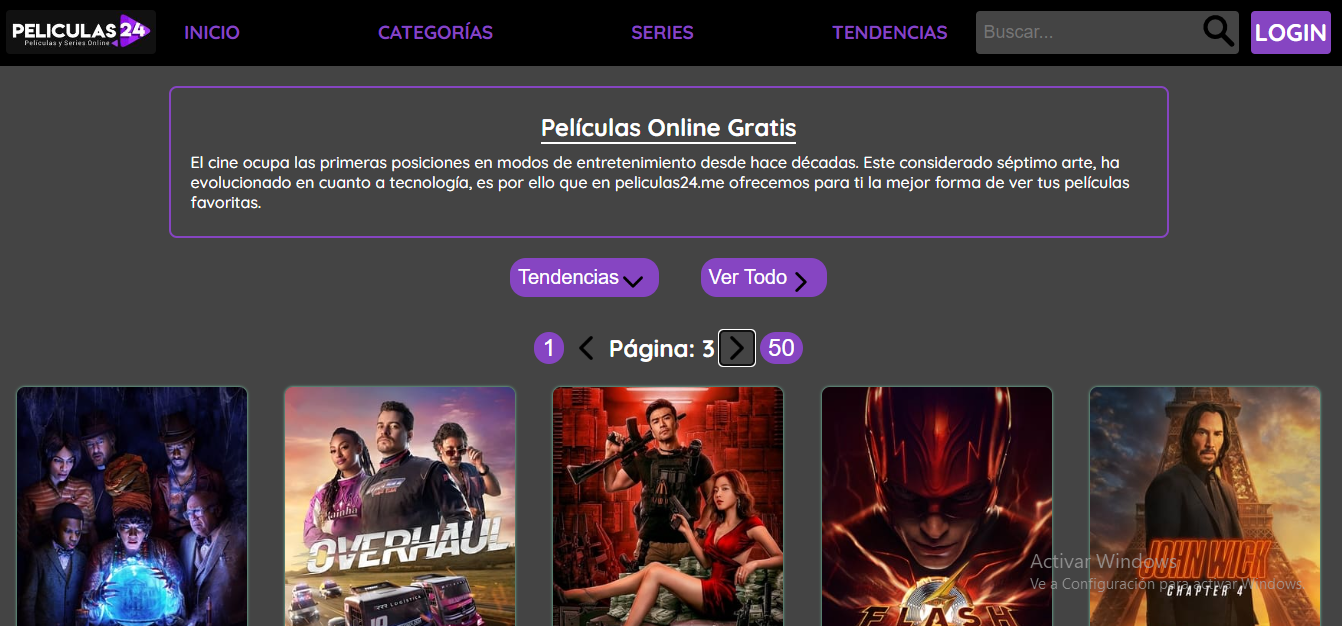 PELICULAS 24
Películas y Series Online
INICIO
CATEGORÍAS
SERIES
TENDENCIAS
Buscar...
LOGIN
Películas Online Gratis
El cine ocupa las primeras posiciones en modos de entretenimiento desde hace décadas. Este considerado séptimo arte, ha
evolucionado en cuanto a tecnología, es por ello que en peliculas24.me ofrecemos para ti la mejor forma de ver tus películas
favoritas.
Tendencias
Ver Todo
1
Página: 3
50
OVERHAUL
FLASH
JOHN WICK
CHAPTER 4
Activar Windows
Ve a Configuración para activar Windows.